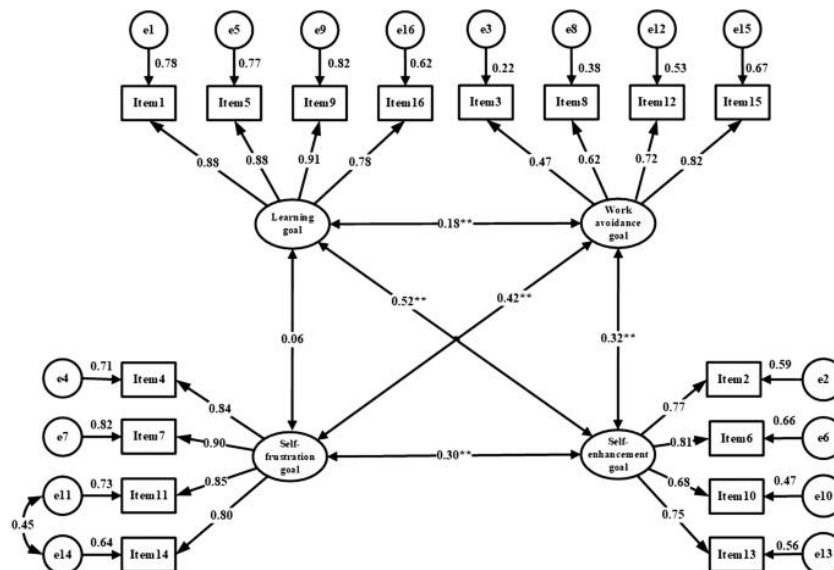 e1 e5 e9 e16 e3 e8 e12 e15
0.78 0.77 0.82 0.62 0.22 0.38 0.53 0.67
Item1 Item5 Item9 Item16 Item3 Item8 Item12 Item15
0.88 0.88 0.91 0.78 0.47 0.62 0.72 0.82
Learning
goal
Work
avoidance
goal
0.18**
0.52** 0.42**
0.06 0.32**
e4 0.71 Item4
0.84
e7 0.82 Item7
0.90
e11 0.73 Item11
0.85
0.45
e14 0.64 Item14
0.80
Self-
frustration
goal
0.30**
Self-
enhancement
goal
0.77
Item2 0.59 e2
0.81
Item6 0.66 e6
0.68
Item10 0.47 e10
0.75
Item13 0.56 e13